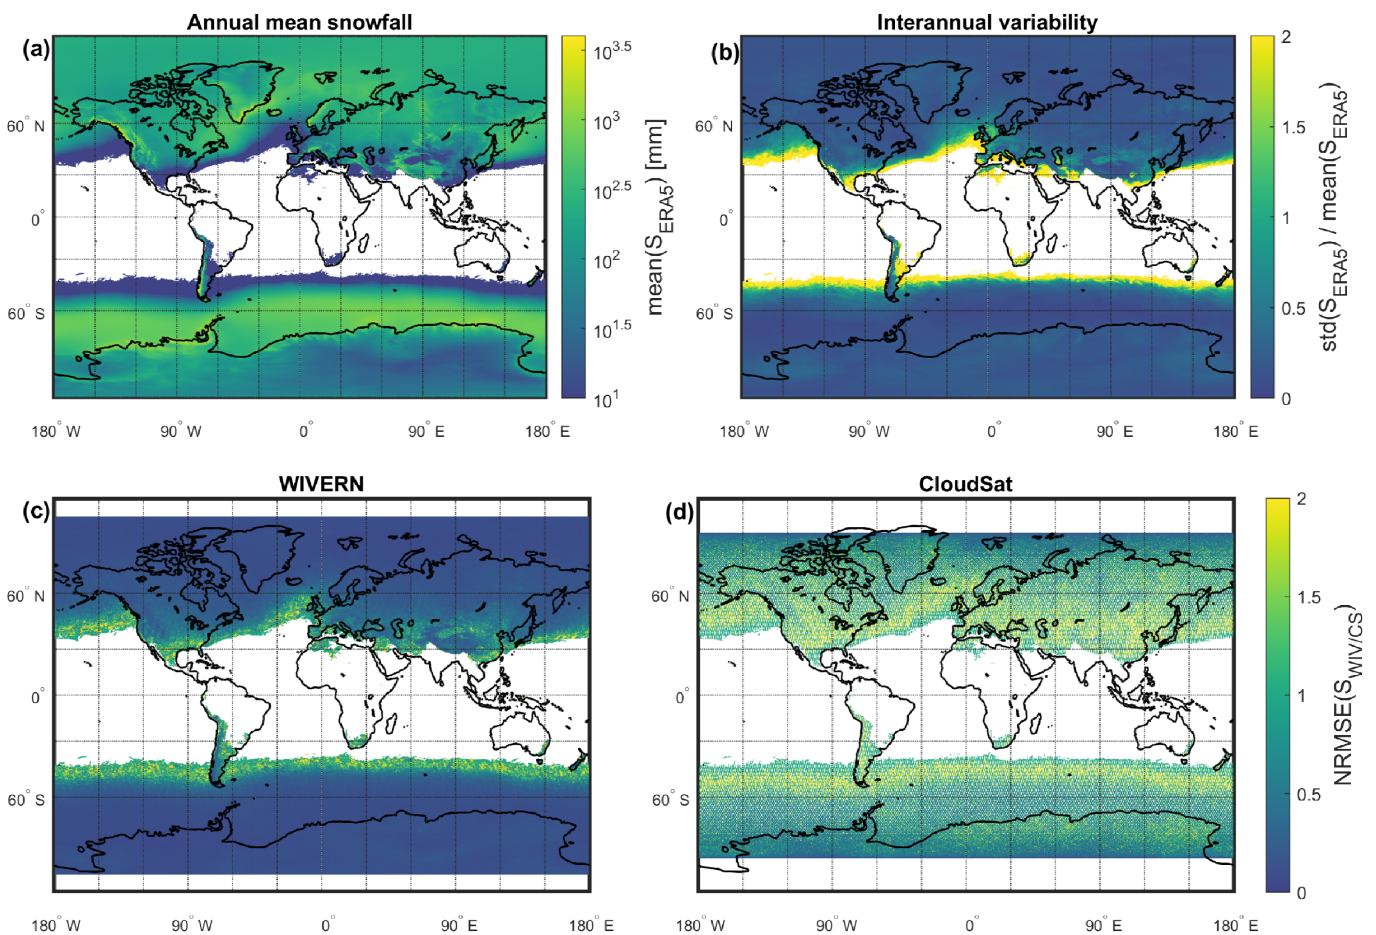 Annual mean snowfall
(a)
60° N
0°
60° S
180° W 90° W 0° 90° E 180° E
10^3.5
10^3
10^2.5
10^2
10^1.5
10^1
mean(S_ERA5) [mm]
Interannual variability
(b)
60° N
0°
60° S
180° W 90° W 0° 90° E 180° E
2
1.5
1
0.5
0
std(S_ERA5) / mean(S_ERA5)
WIVERN
(c)
60° N
0°
60° S
180° W 90° W 0° 90° E 180° E
CloudSat
(d)
60° N
0°
60° S
180° W 90° W 0° 90° E 180° E
2
1.5
1
0.5
0
NRMSE(S_WIV/CS)